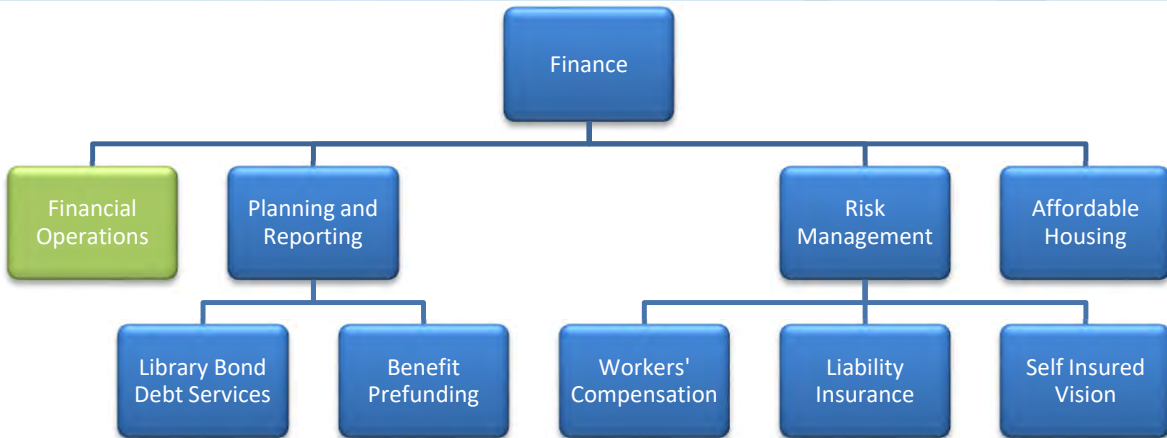 Finance
Financial
Operations
Planning and
Reporting
Risk
Management
Affordable
Housing
Library Bond
Debt Services
Benefit
Prefunding
Workers'
Compensation
Liability
Insurance
Self Insured
Vision